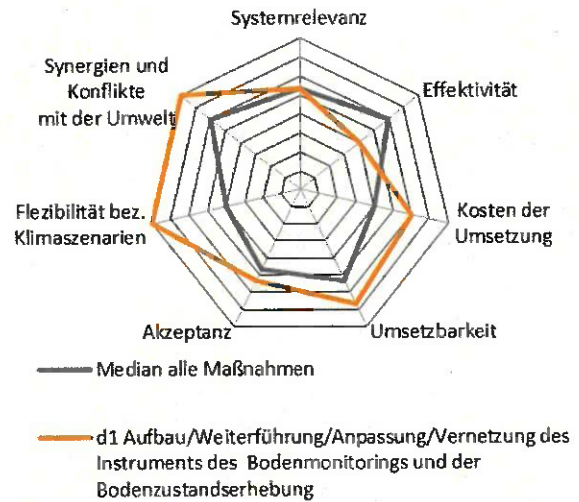 Systemrelevanz
Synergien und
Konflikte
mit der Umwelt
Effektivität
Flezibilität bez.
Klimaszenarien
Kosten der
Umsetzung
Akzeptanz
Umsetzbarkeit
Median alle Maßnahmen
d1 Aufbau/Weiterführung/Anpassung/Vernetzung des
Instruments des Bodenmonitorings und der
Bodenzustandserhebung